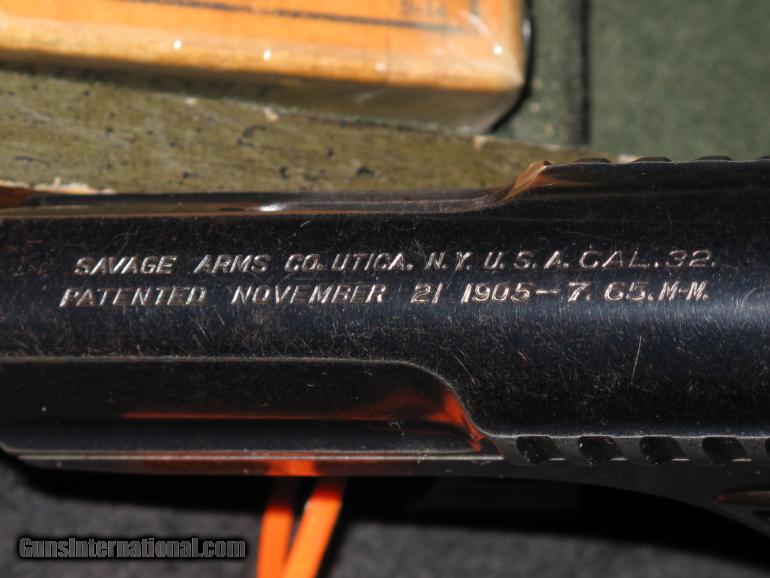 SAVAGE ARMS CO. UTICA. N.Y. U.S.A. CAL. 32.
PATENTED NOVEMBER 21 1905-7.65.M-M.
GunsInternational.com